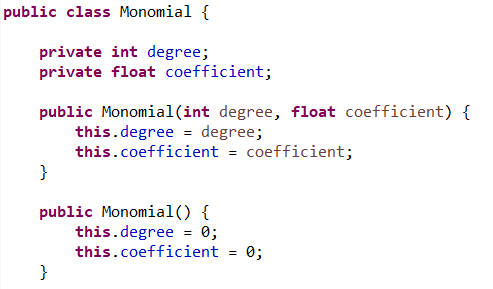 public class Monomial {
private int degree;
private float coefficient;
public Monomial(int degree, float coefficient) {
this.degree = degree;
this.coefficient = coefficient;
}
public Monomial() {
this.degree = 0;
this.coefficient = 0;
}